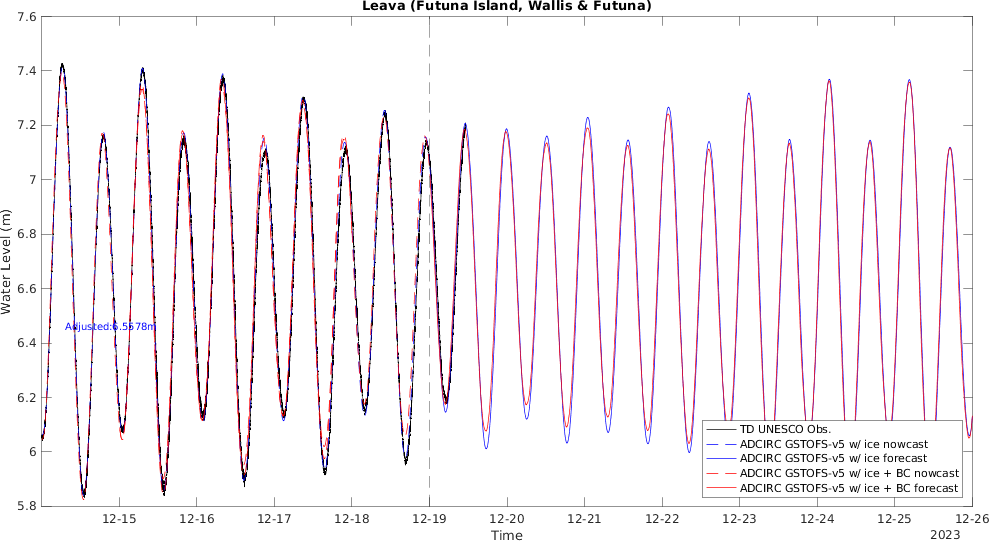 Leava (Futuna Island, Wallis & Futuna)
7.6
7.4
7.2
7
6.8
6.6
6.4
6.2
6
5.8
Water Level (m)
Adjusted:6.5578m
TD UNESCO Obs.
ADCIRC GSTOFS-v5 w/ ice nowcast
ADCIRC GSTOFS-v5 w/ ice forecast
ADCIRC GSTOFS-v5 w/ ice + BC nowcast
ADCIRC GSTOFS-v5 w/ ice + BC forecast
12-15 12-16 12-17 12-18 12-19 12-20 12-21 12-22 12-23 12-24 12-25 12-26
Time
2023